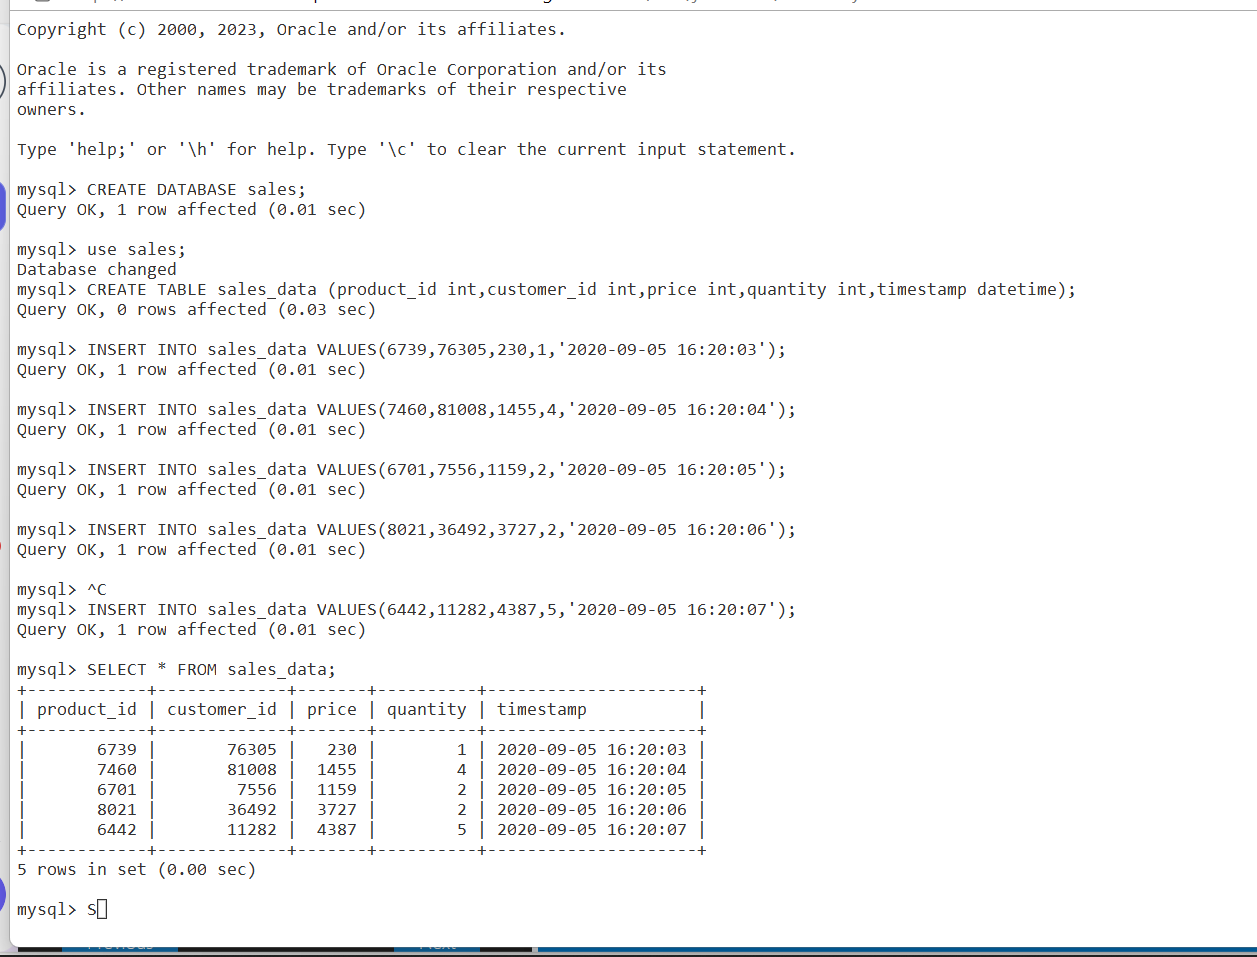 Copyright (c) 2000, 2023, Oracle and/or its affiliates.
Oracle is a registered trademark of Oracle Corporation and/or its
affiliates. Other names may be trademarks of their respective
owners.
Type 'help;' or '\h' for help. Type '\c' to clear the current input statement.
mysql> CREATE DATABASE sales;
Query OK, 1 row affected (0.01 sec)
mysql> use sales;
Database changed
mysql> CREATE TABLE sales_data (product_id int,customer_id int,price int,quantity int,timestamp datetime);
Query OK, 0 rows affected (0.03 sec)
mysql> INSERT INTO sales_data VALUES(6739,76305,230,1,'2020-09-05 16:20:03');
Query OK, 1 row affected (0.01 sec)
mysql> INSERT INTO sales_data VALUES(7460,81008,1455,4,'2020-09-05 16:20:04');
Query OK, 1 row affected (0.01 sec)
mysql> INSERT INTO sales_data VALUES(6701,7556,1159,2,'2020-09-05 16:20:05');
Query OK, 1 row affected (0.01 sec)
mysql> INSERT INTO sales_data VALUES(8021,36492,3727,2,'2020-09-05 16:20:06');
Query OK, 1 row affected (0.01 sec)
mysql> ^C
mysql> INSERT INTO sales_data VALUES(6442,11282,4387,5,'2020-09-05 16:20:07');
Query OK, 1 row affected (0.01 sec)
mysql> SELECT * FROM sales_data;
+------------+-------------+-------+----------+---------------------+
| product_id | customer_id | price | quantity | timestamp           |
+------------+-------------+-------+----------+---------------------+
|       6739 |       76305 |   230 |        1 | 2020-09-05 16:20:03 |
|       7460 |       81008 |  1455 |        4 | 2020-09-05 16:20:04 |
|       6701 |        7556 |  1159 |        2 | 2020-09-05 16:20:05 |
|       8021 |       36492 |  3727 |        2 | 2020-09-05 16:20:06 |
|       6442 |       11282 |  4387 |        5 | 2020-09-05 16:20:07 |
+------------+-------------+-------+----------+---------------------+
5 rows in set (0.00 sec)
mysql> S